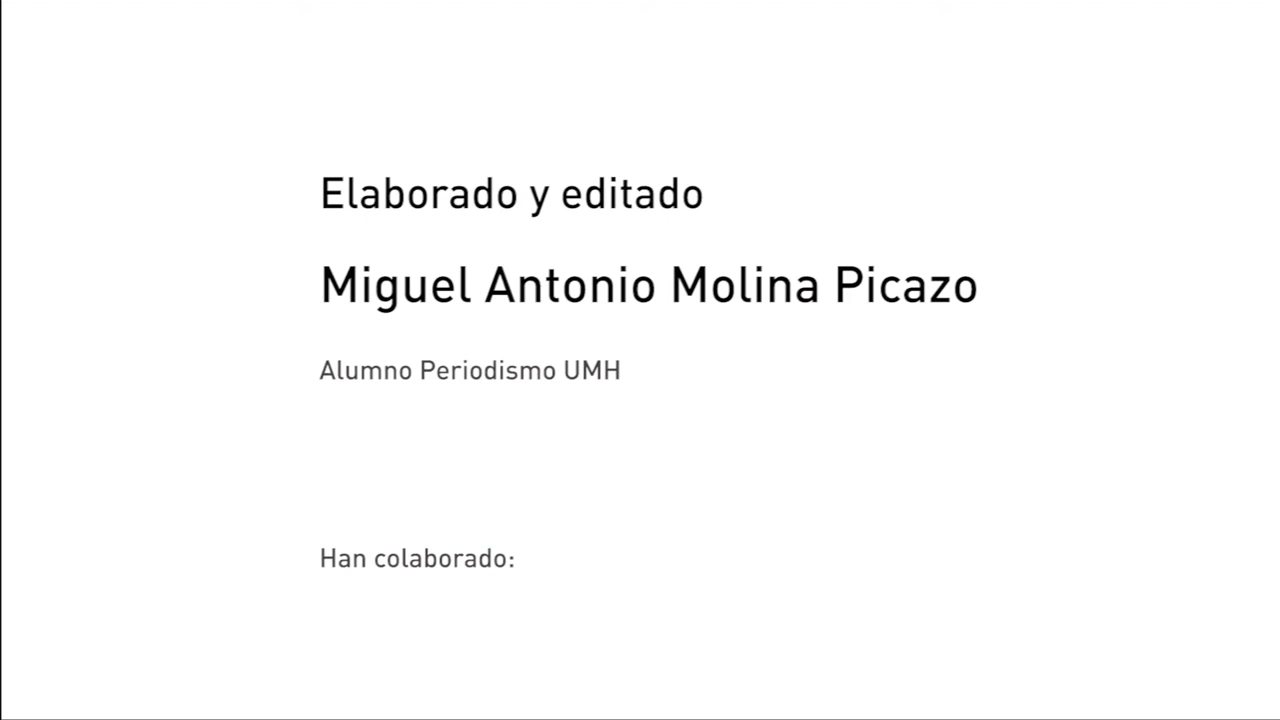 Elaborado y editado
Miguel Antonio Molina Picazo
Alumno Periodismo UMH
Han colaborado: